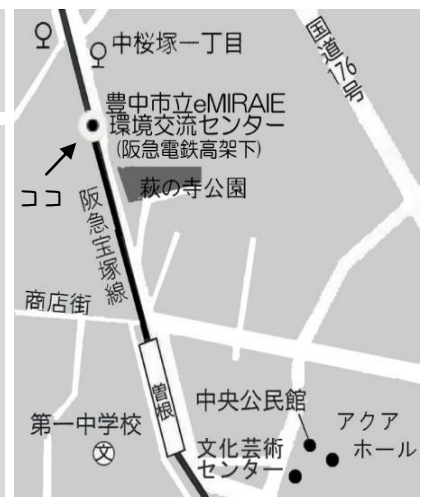 中桜塚一丁目
国道176号
豊中市立eMIRAIE
環境交流センター
(阪急電鉄高架下)
ココ
萩の寺公園
阪急宝塚線
商店街
曽根
中央公民館
第一中学校
文
アクア
ホール
文化芸術
センター